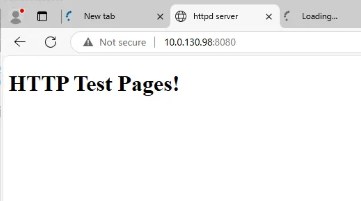 New tab
httpd server
Loading...
Not secure
10.0.130.98:8080
HTTP Test Pages!